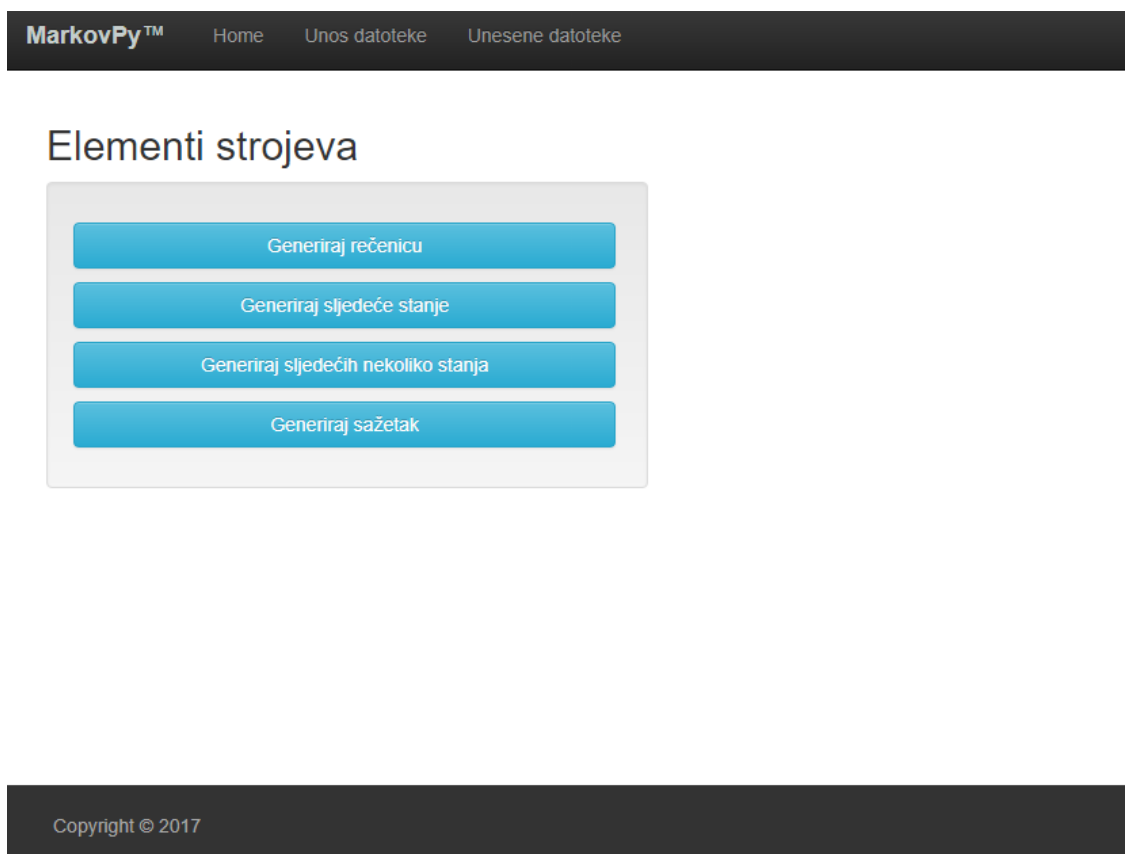 MarkovPy™ Home Unos datoteke Unesene datoteke
Elementi strojeva
Generiraj rečenicu
Generiraj sljedeće stanje
Generiraj sljedećih nekoliko stanja
Generiraj sažetak
Copyright © 2017